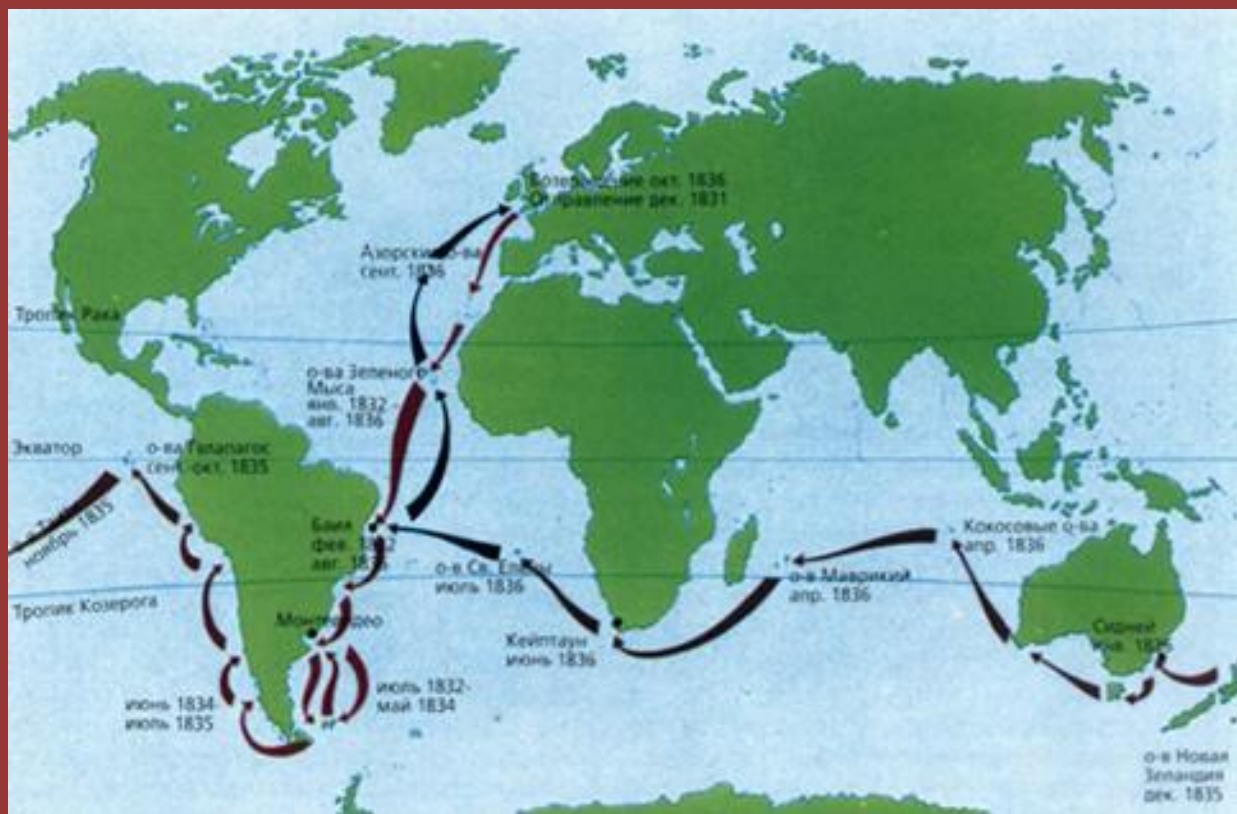 Возвращение окт. 1836
Отправление дек. 1831
Азорские о-ва
сент. 1836
Тропик Рака
о-ва Зеленого
Мыса
янв. 1832 -
авг. 1836
Экватор
о-ва Галапагос
сент.-окт. 1835
ноябрь 1835
Баия
фев. 1832
авг. 1836
о-в Св. Елены
июль 1836
Кокосовые о-ва
апр. 1836
о-в Маврикий
апр. 1836
Тропик Козерога
Монтевидео
Кейптаун
июнь 1836
Сидней
янв. 1836
июнь 1834-
июль 1835
июль 1832-
май 1834
о-в Новая
Зеландия
дек. 1835